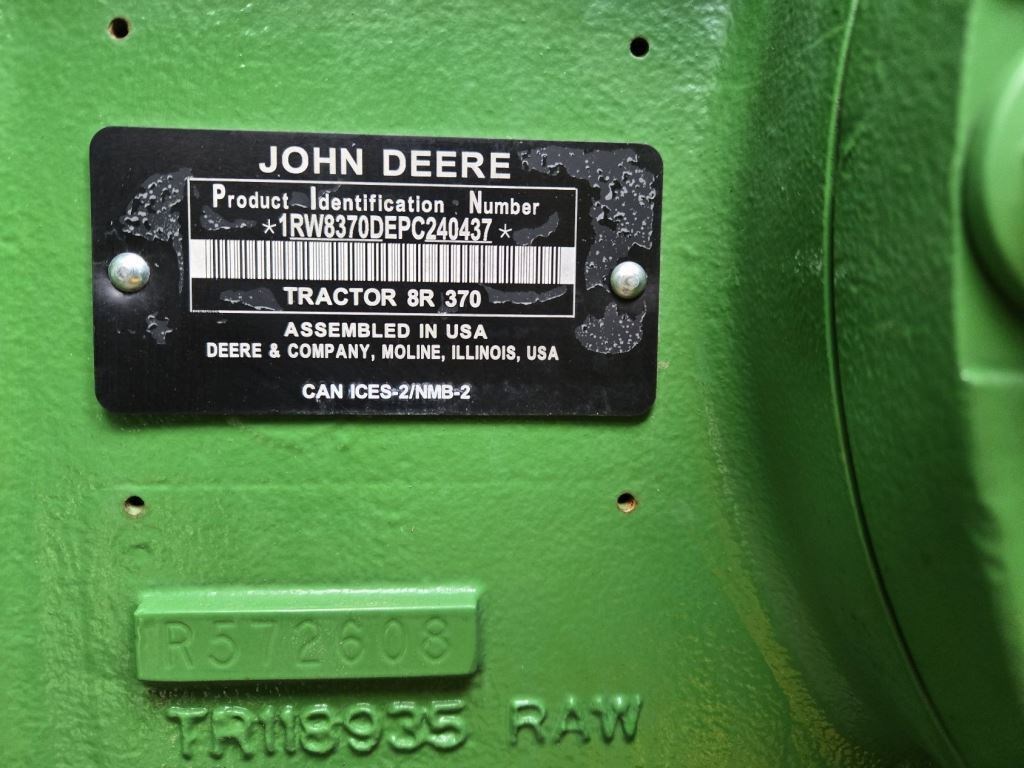 JOHN DEERE
Product Identification Number
*1RW8370DEPC240437*
TRACTOR 8R 370
ASSEMBLED IN USA
DEERE & COMPANY, MOLINE, ILLINOIS, USA
CAN ICES-2/NMB-2
R572608
TR118935 RAW